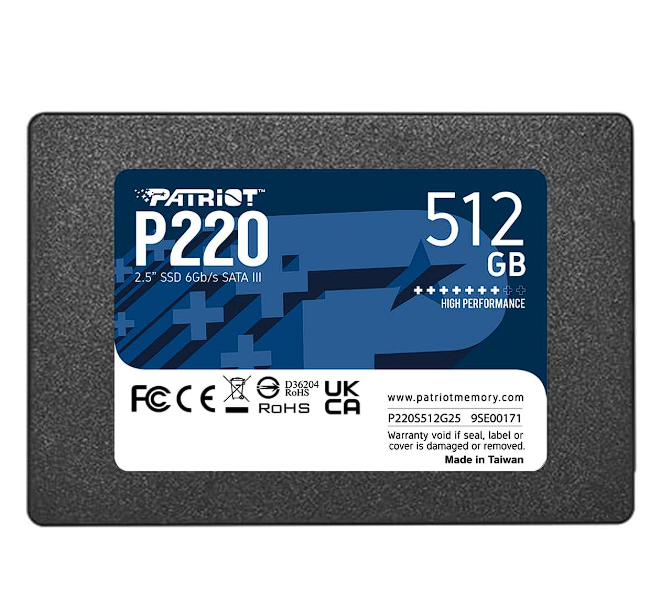 PATRIOT™
P220
2.5" SSD 6Gb/s SATA III
512
GB
HIGH PERFORMANCE
FC CE
D36204
RoHS
RoHS
UK
CA
www.patriotmemory.com
P220S512G25 9SE00171
Warranty void if seal, label or
cover is damaged or removed.
Made in Taiwan